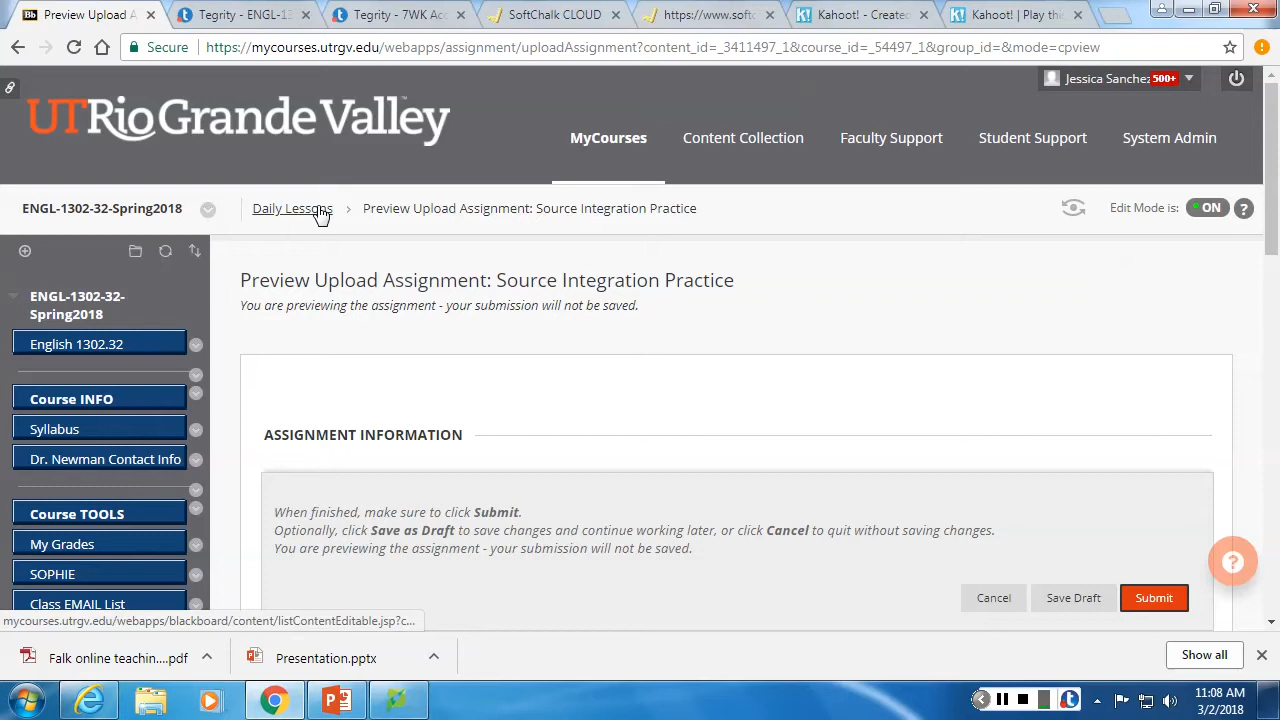 Preview Upload A
Tegrity - ENGL-13
Tegrity - 7WK Acc
SoftChalk CLOUD
https://www.softc
Kahoot! - Created
Kahoot! | Play thi
Secure
https://mycourses.utrgv.edu/webapps/assignment/uploadAssignment?content_id=_3411497_1&course_id=_54497_1&group_id=&mode=cpview
Jessica Sanchez 500+
UTRio Grande Valley
MyCourses
Content Collection
Faculty Support
Student Support
System Admin
ENGL-1302-32-Spring2018
Daily Lessons
Preview Upload Assignment: Source Integration Practice
Edit Mode is:
ON
?
Preview Upload Assignment: Source Integration Practice
You are previewing the assignment - your submission will not be saved.
ENGL-1302-32-
Spring2018
English 1302.32
Course INFO
Syllabus
Dr. Newman Contact Info
Course TOOLS
My Grades
SOPHIE
Class EMAIL List
ASSIGNMENT INFORMATION
When finished, make sure to click Submit.
Optionally, click Save as Draft to save changes and continue working later, or click Cancel to quit without saving changes.
You are previewing the assignment - your submission will not be saved.
Cancel
Save Draft
Submit
?
mycourses.utrgv.edu/webapps/blackboard/content/listContentEditable.jsp?c...
Falk online teachin....pdf
Presentation.pptx
Show all
11:08 AM
3/2/2018